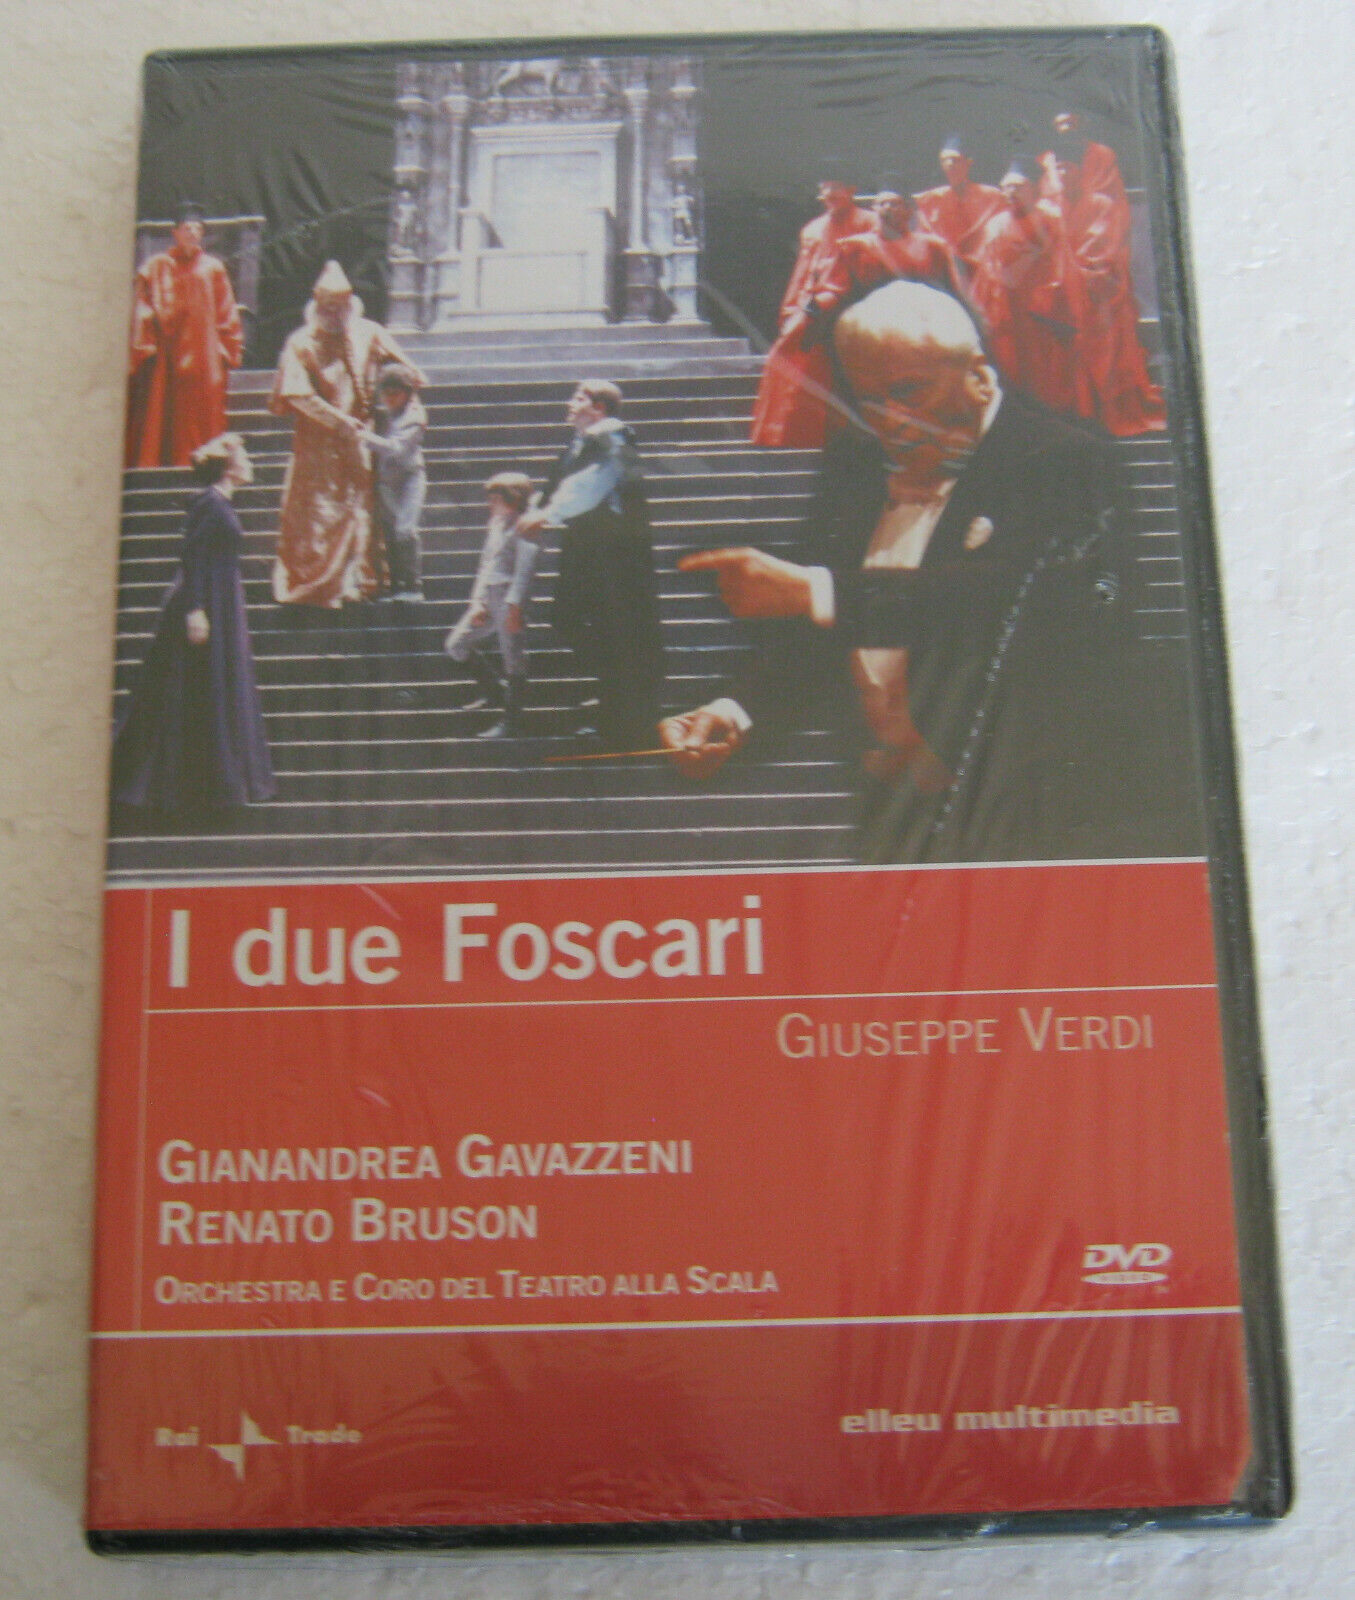 I due Foscari
GIUSEPPE VERDI
GIANANDREA GAVAZZENI
RENATO BRUSON
ORCHESTRA E CORO DEL TEATRO ALLA SCALA
DVD
VIDEO
Rai Trade
elleu multimedia